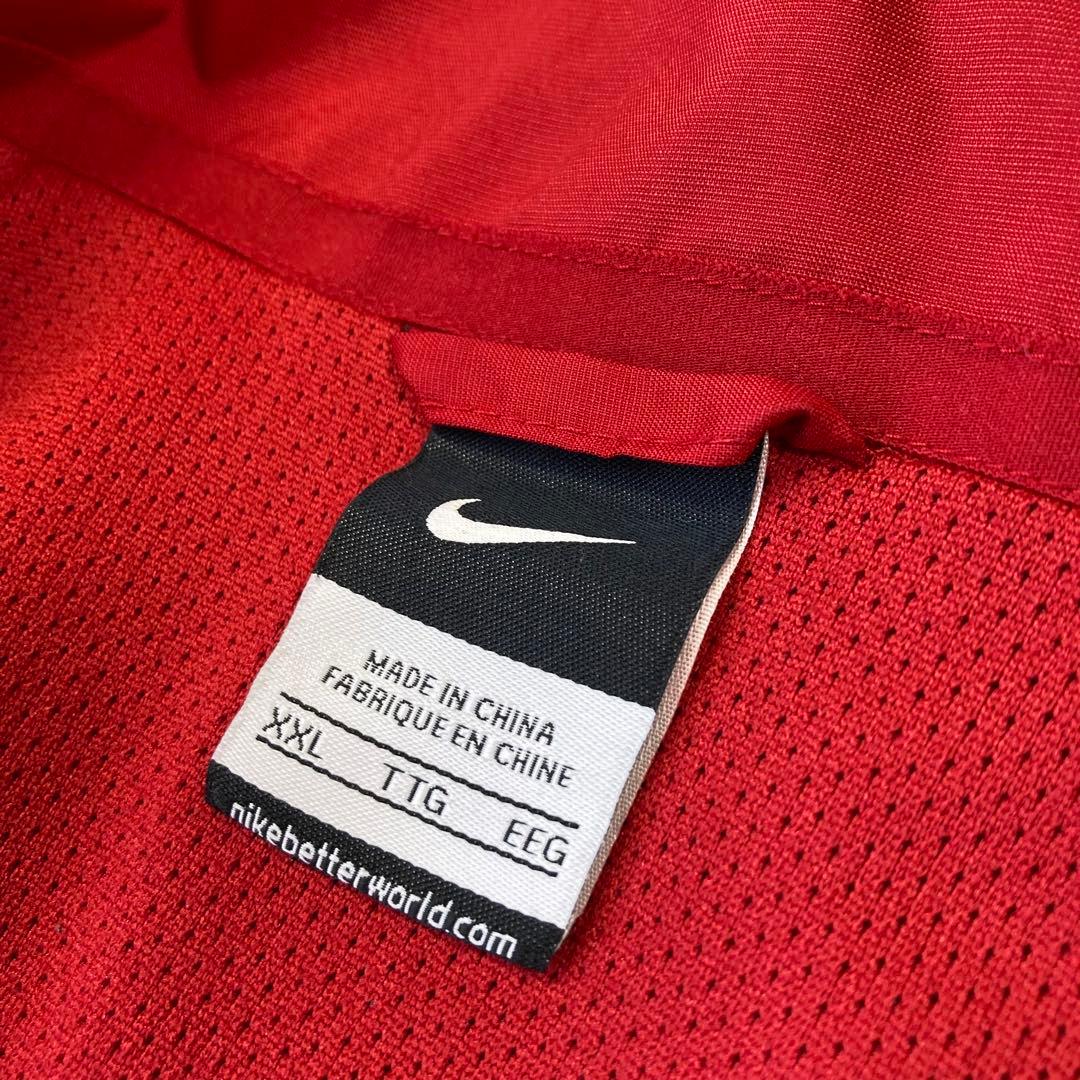 MADE IN CHINA
FABRIQUE EN CHINE
XXL TTG EEG
nikebetterworld.com